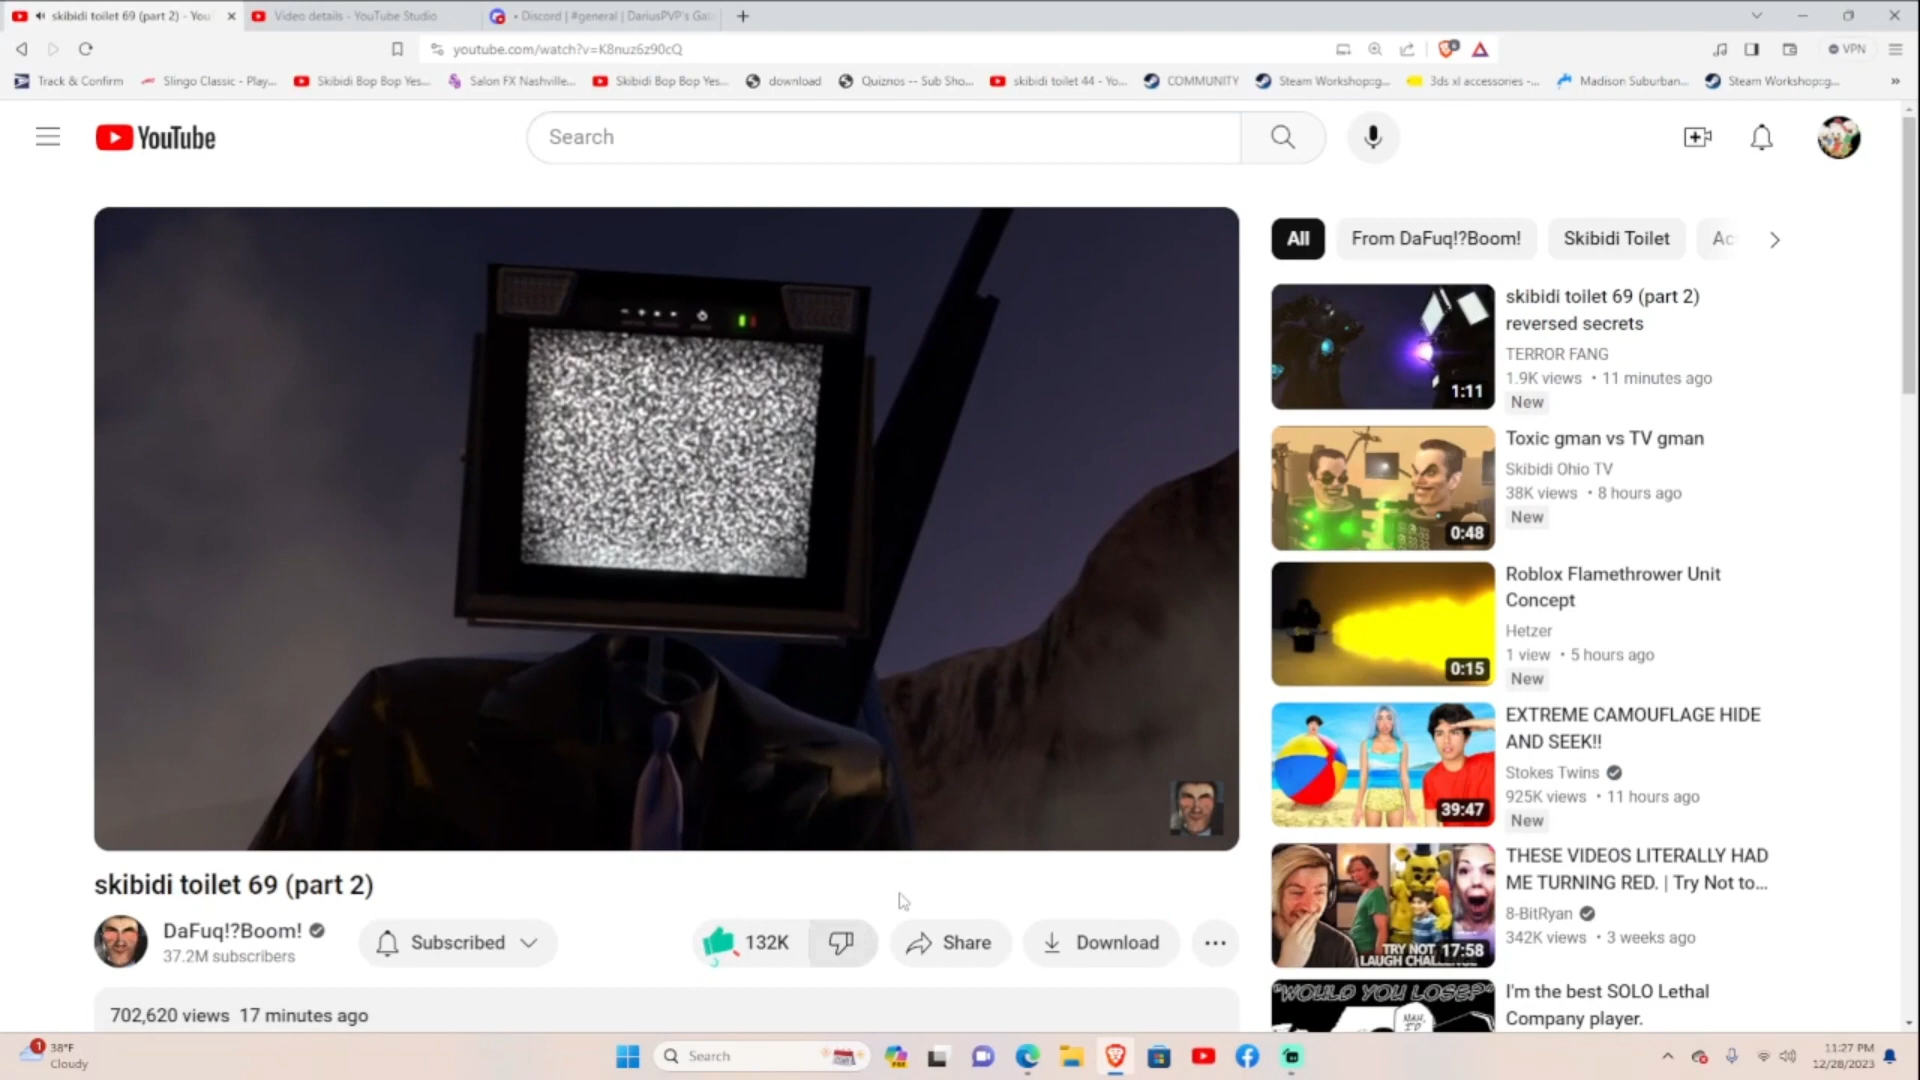 skibidi toilet 69 (part 2) - You
Video details - YouTube Studio
• Discord | #general | DariusPVP's Gat
youtube.com/watch?v=K8nuz6z90cQ
VPN
Track & Confirm
Slingo Classic - Play...
Skibidi Bop Bop Yes...
Salon FX Nashville...
Skibidi Bop Bop Yes...
download
Quiznos -- Sub Sho...
skibidi toilet 44 - Yo...
COMMUNITY
Steam Workshop::g...
3ds xl accessories -...
Madison Suburban...
Steam Workshop::g...
YouTube
Search
All
From DaFuq!?Boom!
Skibidi Toilet
Ac
skibidi toilet 69 (part 2)
reversed secrets
TERROR FANG
1.9K views • 11 minutes ago
New
1:11
Toxic gman vs TV gman
Skibidi Ohio TV
38K views • 8 hours ago
New
0:48
Roblox Flamethrower Unit
Concept
Hetzer
1 view • 5 hours ago
New
0:15
EXTREME CAMOUFLAGE HIDE
AND SEEK!!
Stokes Twins
925K views • 11 hours ago
New
39:47
THESE VIDEOS LITERALLY HAD
ME TURNING RED. | Try Not to...
8-BitRyan
342K views • 3 weeks ago
TRY NOT
LAUGH CHAL
17:58
"WOULD YOU LOSE?"
NAH,
I'D
I'm the best SOLO Lethal
Company player.
skibidi toilet 69 (part 2)
DaFuq!?Boom!
37.2M subscribers
Subscribed
132K
Share
Download
702,620 views 17 minutes ago
1
38°F
Cloudy
Search
11:27 PM
12/28/2023